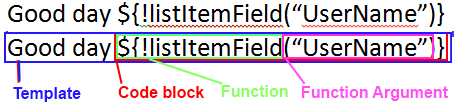 Good day ${!listItemField(“UserName”)}
Good day ${!listItemField(“UserName”)}
Template Code block Function Function Argument